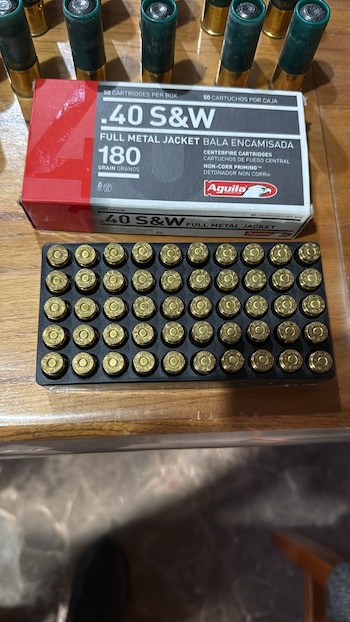 50 CARTRIDGES PER BOX 50 CARTUCHOS POR CAJA
.40 S&W
FULL METAL JACKET BALA ENCAMISADA
180
GRAIN GRANOS
CENTERFIRE CARTRIDGES
CARTUCHOS DE FUEGO CENTRAL
NON-CORR PRIMING™
DETONADOR NON CORR®
Aguila
.40 S&W FULL METAL JACKET